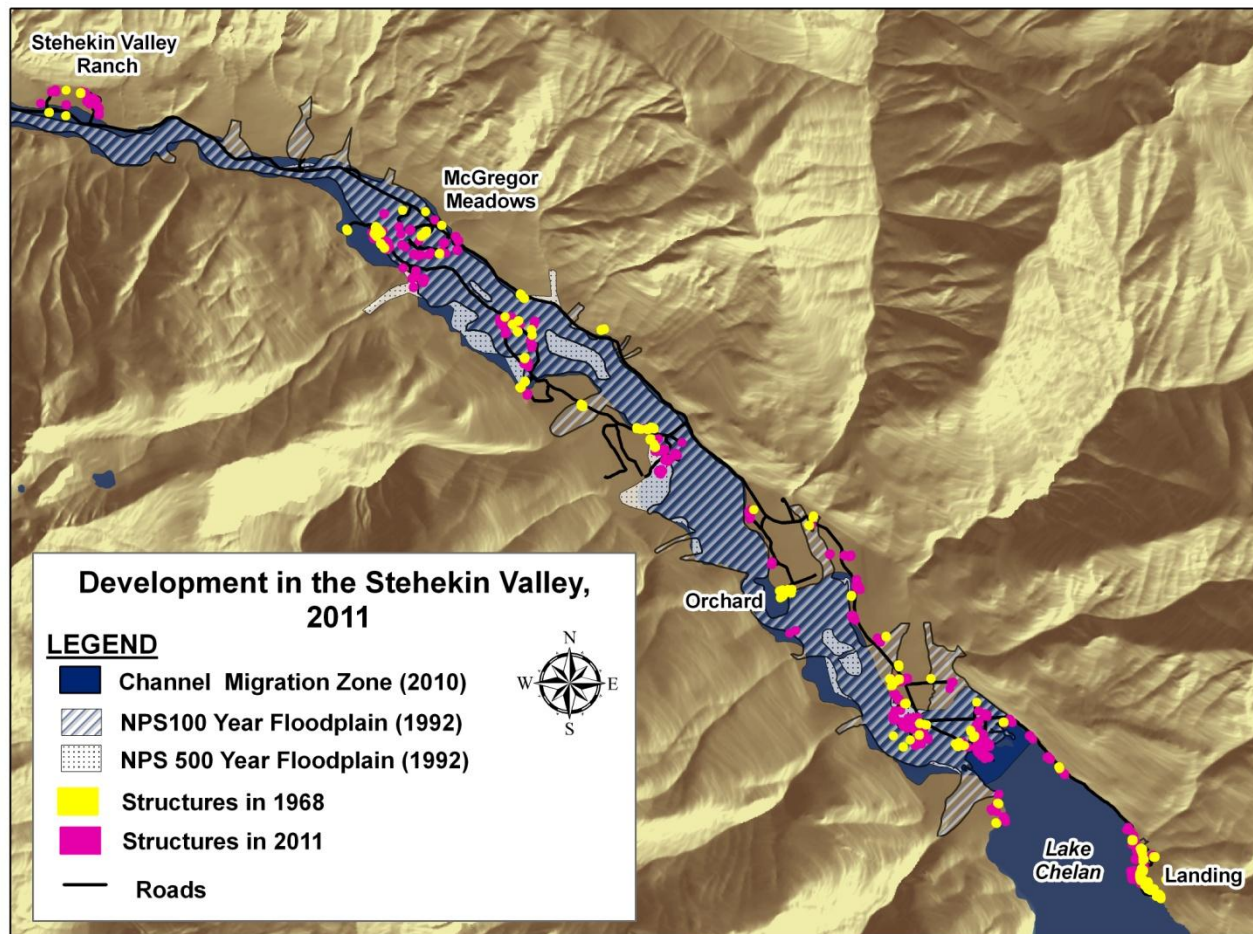 Stehekin Valley
Ranch
McGregor
Meadows
Orchard
Lake
Chelan
Landing
Development in the Stehekin Valley,
2011
LEGEND
N
W E
S
Channel Migration Zone (2010)
NPS100 Year Floodplain (1992)
NPS 500 Year Floodplain (1992)
Structures in 1968
Structures in 2011
Roads